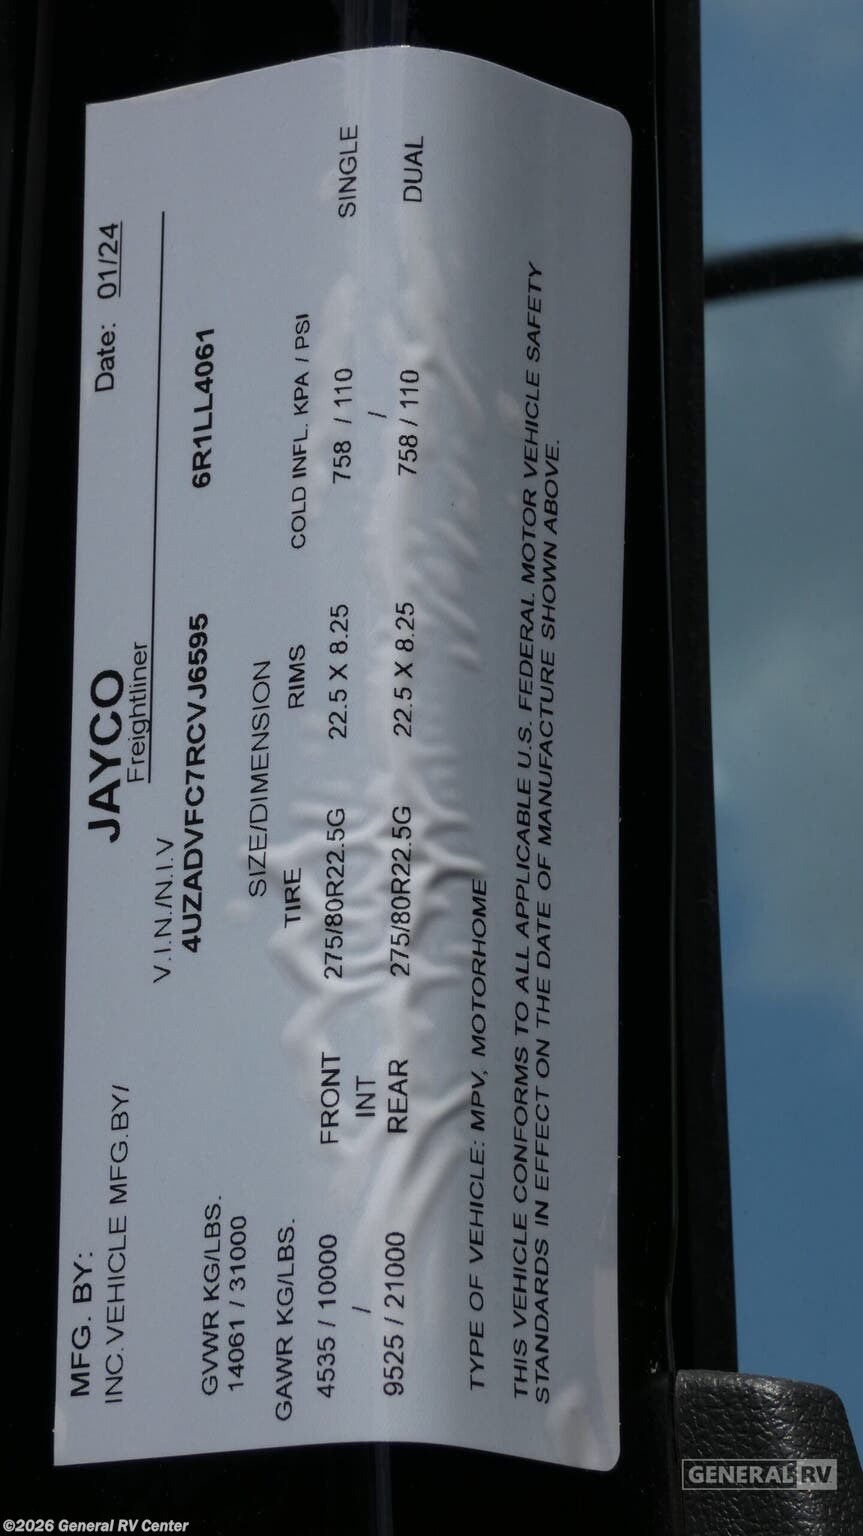 MFG. BY: JAYCO Date: 01/24
INC.VEHICLE MFG.BY/ Freightliner
V.I.N./N.I.V
4UZADVFC7RCVJ6595 6R1LL4061
GVWR KG/LBS.
14061 / 31000
SIZE/DIMENSION
GAWR KG/LBS. TIRE RIMS COLD INFL. KPA / PSI
4535 / 10000 FRONT 275/80R22.5G 22.5 X 8.25 758 / 110 SINGLE
/ INT /
9525 / 21000 REAR 275/80R22.5G 22.5 X 8.25 758 / 110 DUAL
TYPE OF VEHICLE: MPV, MOTORHOME
THIS VEHICLE CONFORMS TO ALL APPLICABLE U.S. FEDERAL MOTOR VEHICLE SAFETY
STANDARDS IN EFFECT ON THE DATE OF MANUFACTURE SHOWN ABOVE.
GENERAL RV
©2026 General RV Center